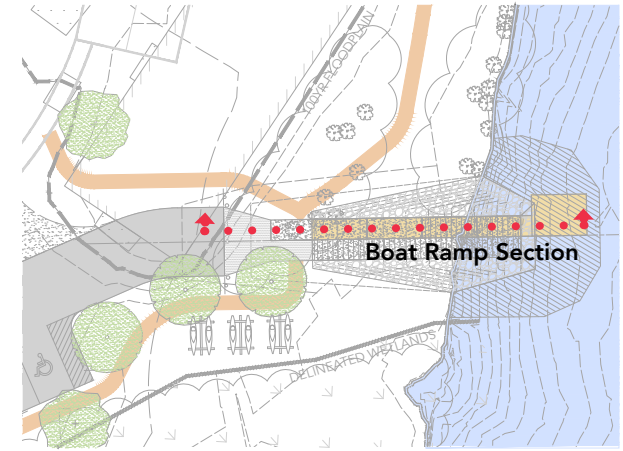 100YR FLOODPLAIN
Boat Ramp Section
DELINEATED WETLANDS